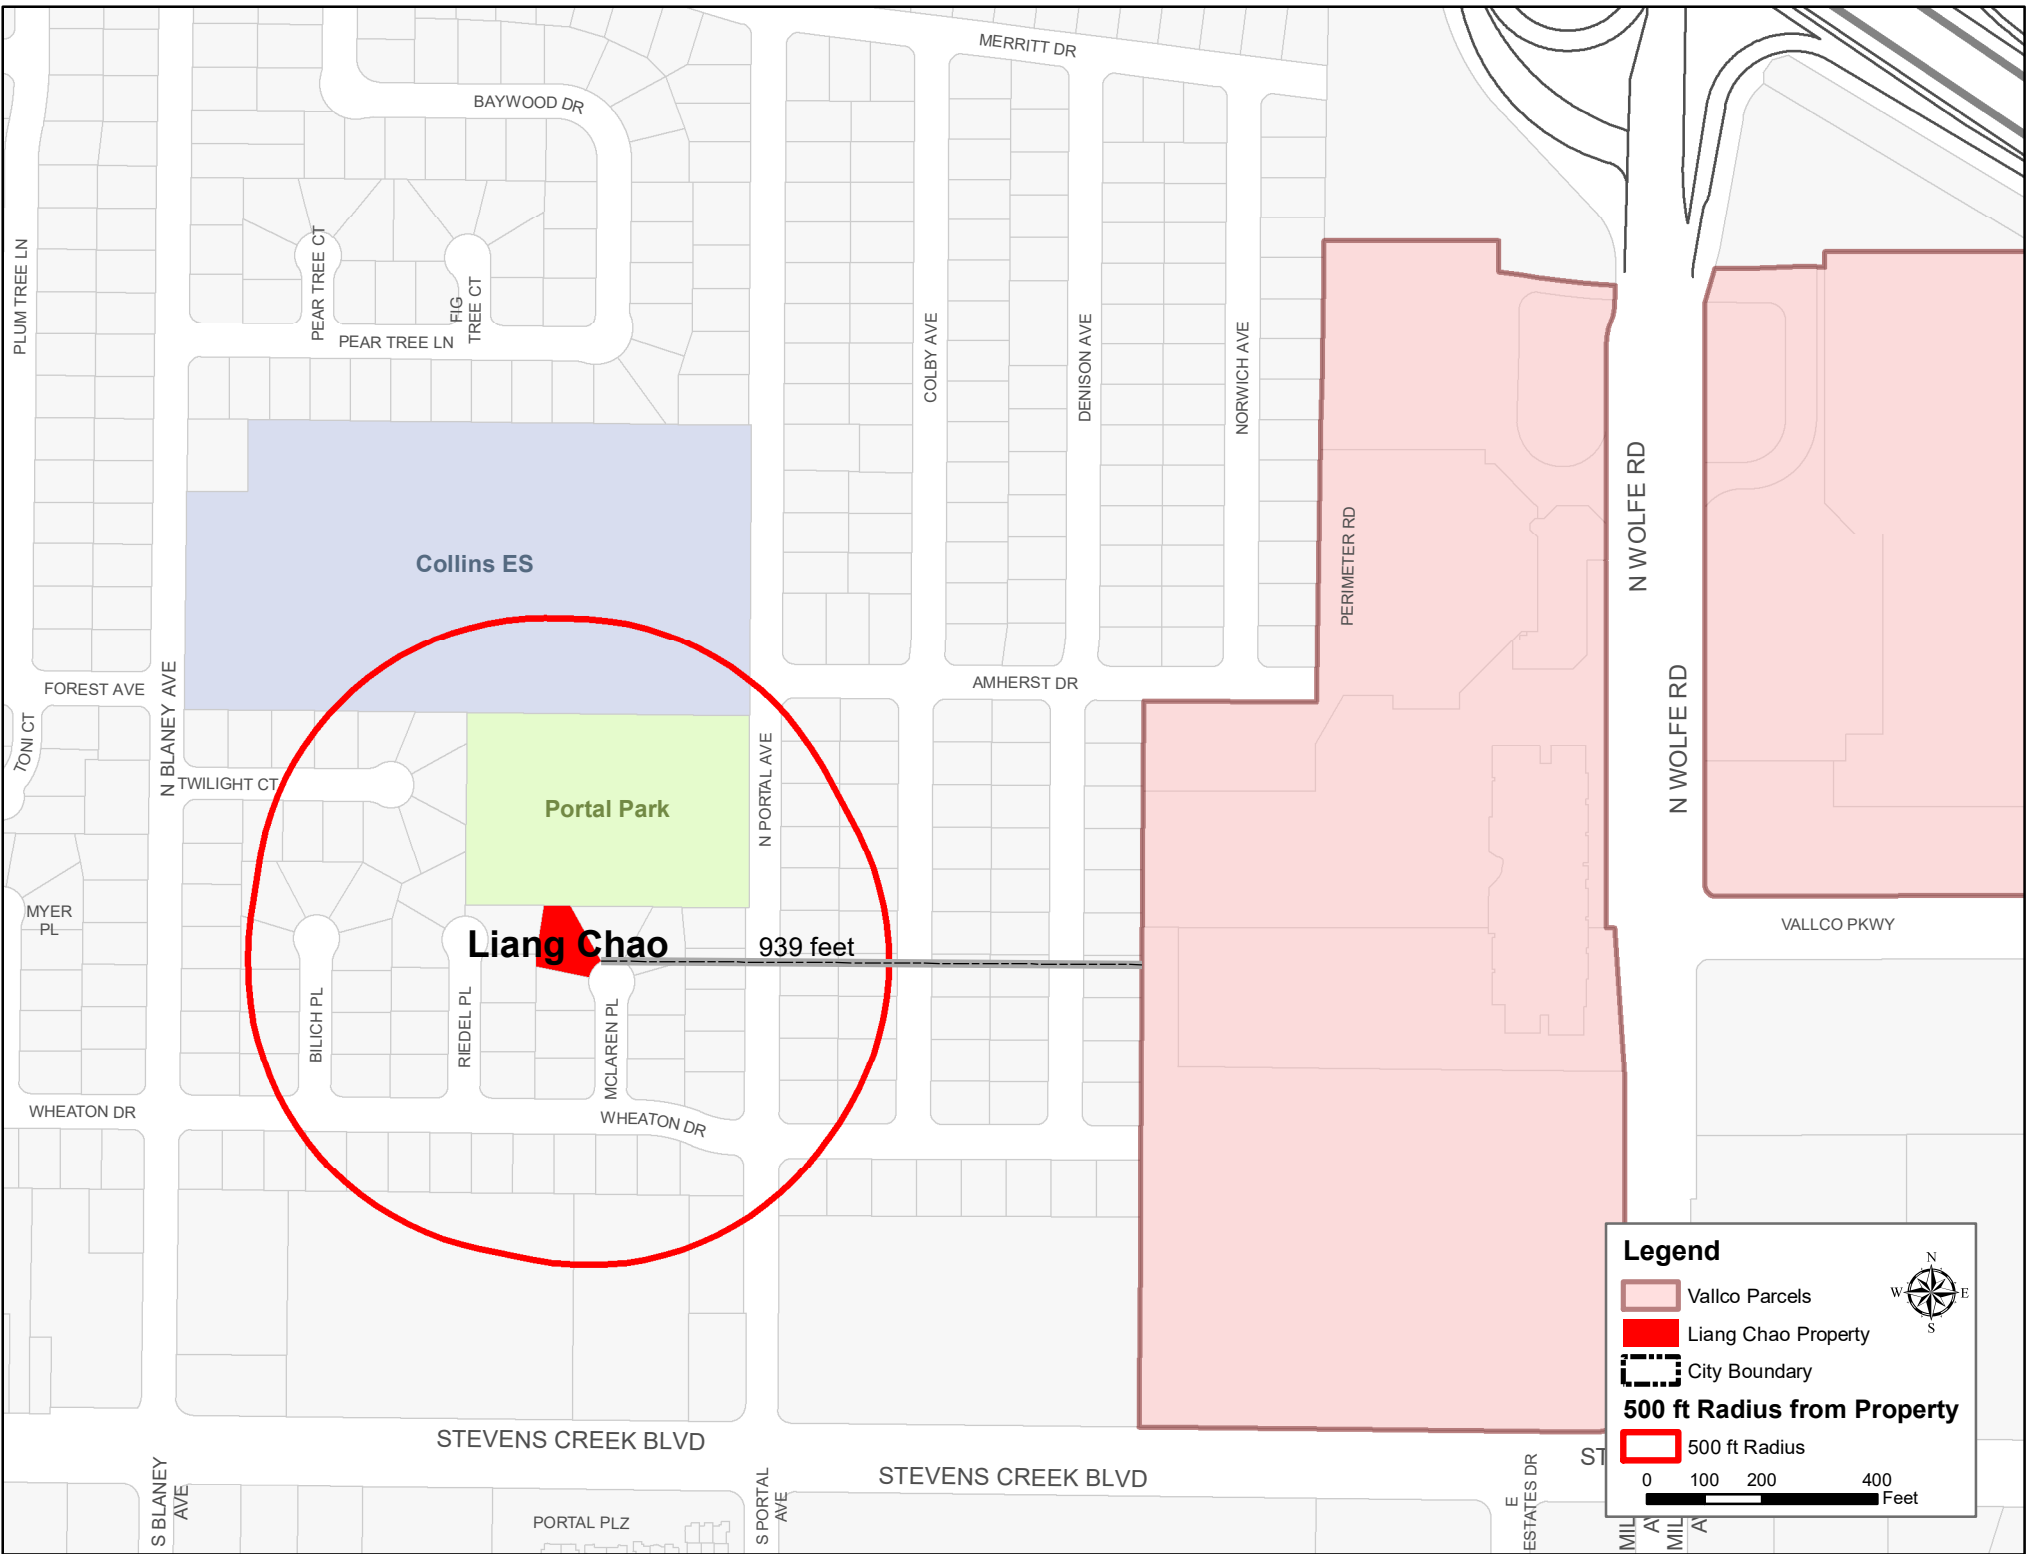 MERRITT DR
BAYWOOD DR
PLUM TREE LN
PEAR TREE CT
FIG
TREE CT
PEAR TREE LN
COLBY AVE
DENISON AVE
NORWICH AVE
N WOLFE RD
PERIMETER RD
Collins ES
FOREST AVE
N BLANEY AVE
AMHERST DR
TONI CT
TWILIGHT CT
Portal Park
N PORTAL AVE
N WOLFE RD
MYER
PL
Liang Chao
939 feet
VALLCO PKWY
BILICH PL
RIEDEL PL
MCLAREN PL
WHEATON DR
WHEATON DR
STEVENS CREEK BLVD
STEVENS CREEK BLVD
ST
S BLANEY
AVE
PORTAL PLZ
S PORTAL
AVE
E
ESTATES DR
MIL
A
MIL
A
Legend
N
W
E
S
Vallco Parcels
Liang Chao Property
City Boundary
500 ft Radius from Property
500 ft Radius
0 100 200 400
Feet